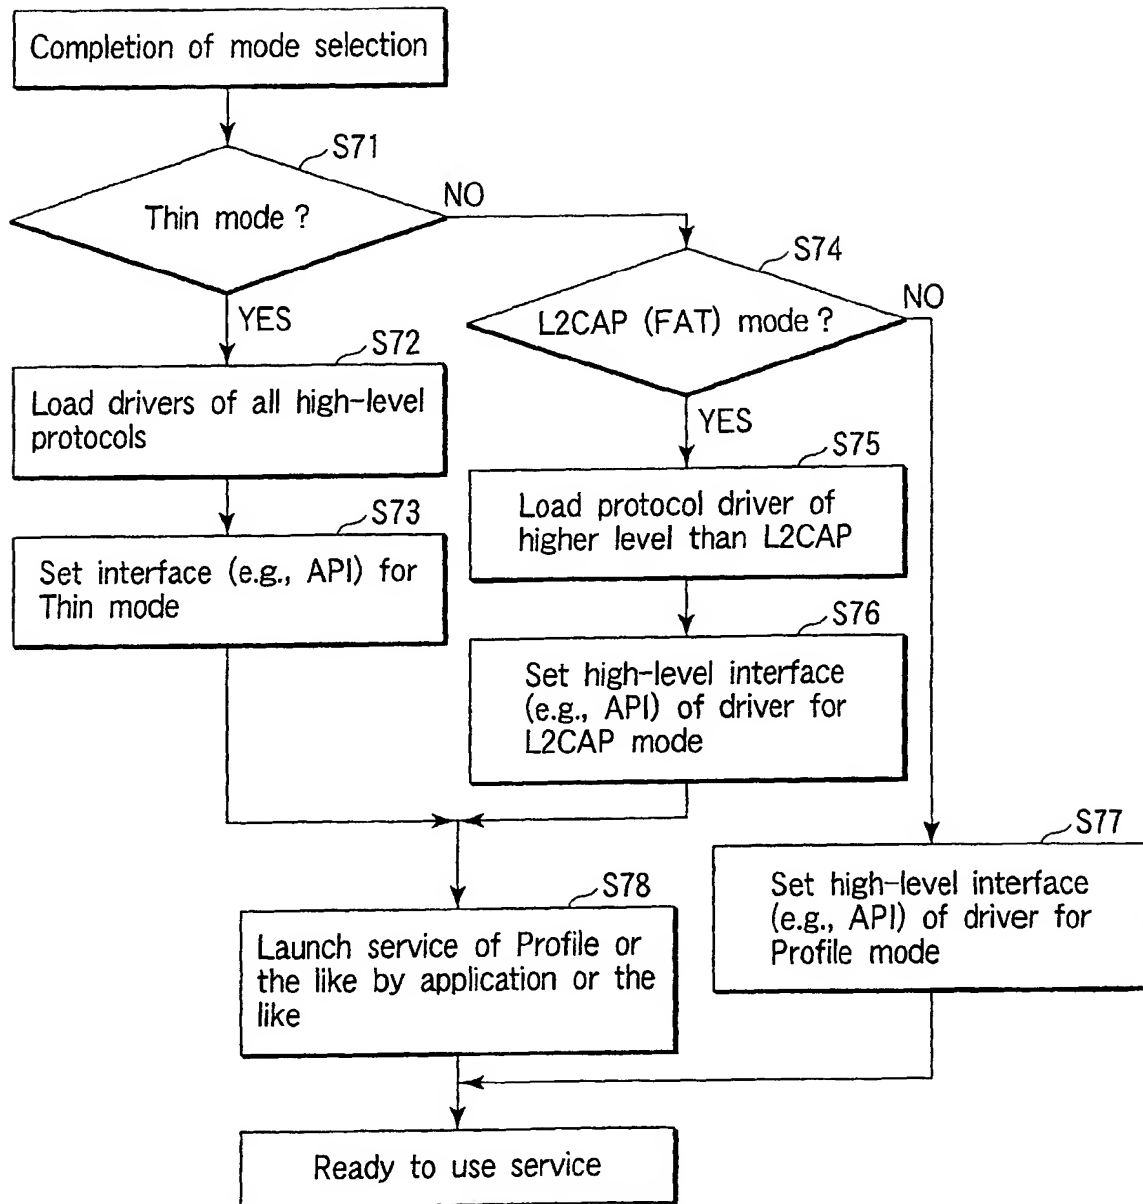 Completion of mode selection
S71
Thin mode ?
NO
YES
S74
L2CAP (FAT) mode ?
NO
YES
S72
Load drivers of all high-level
protocols
S73
Set interface (e.g., API) for
Thin mode
S75
Load protocol driver of
higher level than L2CAP
S76
Set high-level interface
(e.g., API) of driver for
L2CAP mode
S77
Set high-level interface
(e.g., API) of driver for
Profile mode
S78
Launch service of Profile or
the like by application or the
like
Ready to use service